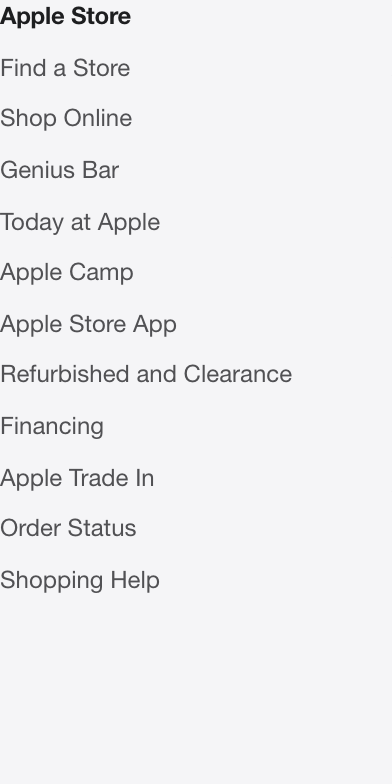 Apple Store
Find a Store
Shop Online
Genius Bar
Today at Apple
Apple Camp
Apple Store App
Refurbished and Clearance
Financing
Apple Trade In
Order Status
Shopping Help